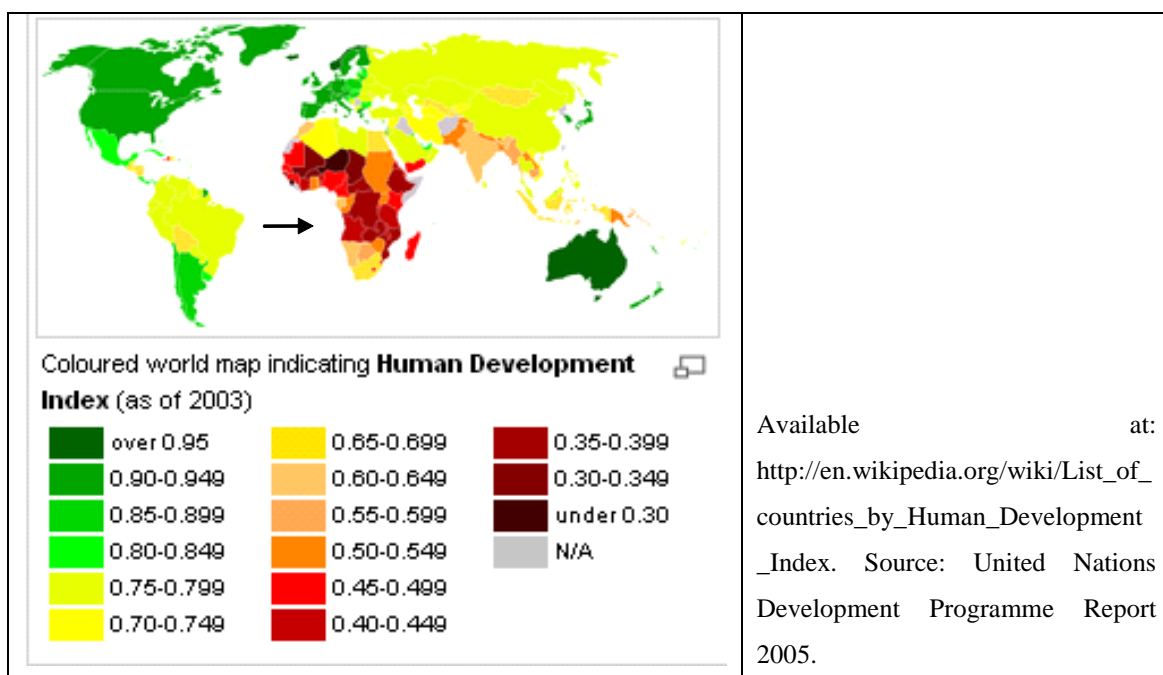 Coloured world map indicating Human Development
Index (as of 2003)
over 0.95
0.90-0.949
0.85-0.899
0.80-0.849
0.75-0.799
0.70-0.749
0.65-0.699
0.60-0.649
0.55-0.599
0.50-0.549
0.45-0.499
0.40-0.449
0.35-0.399
0.30-0.349
under 0.30
N/A
Available at:
http://en.wikipedia.org/wiki/List_of_
countries_by_Human_Development
_Index. Source: United Nations
Development Programme Report
2005.